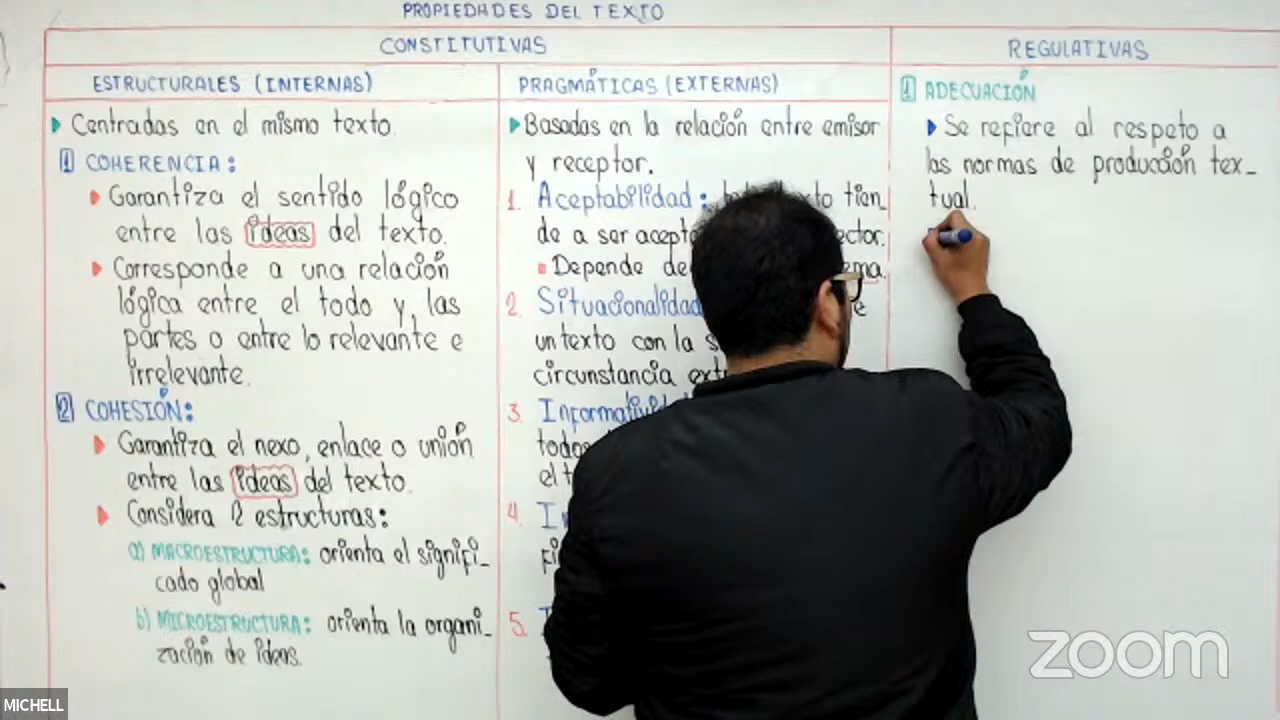 PROPIEDADES DEL TEXTO
CONSTITUTIVAS
REGULATIVAS
ESTRUCTURALES (INTERNAS)
Centradas en el mismo texto.
1 COHERENCIA:
Garantiza el sentido lógico
entre las ideas del texto.
Corresponde a una relación
lógica entre el todo y las
partes o entre lo relevante e
irrelevante.
2 COHESIÓN:
Garantiza el nexo, enlace o unión
entre las ideas del texto.
Considera 2 estructuras:
a) MACROESTRUCTURA: orienta el signifi_
cado global
b) MICROESTRUCTURA: orienta la organi_
zación de ideas.
PRAGMÁTICAS (EXTERNAS)
Basadas en la relación entre emisor
y receptor.
1. Aceptabilidad: tien_
de a ser
Depende
2. Situacionalidad
un texto con la
circunstancia
3.
4.
5.
1 ADECUACIÓN
Se refiere al respeto a
las normas de producción tex_
tual.
zoom
MICHELL